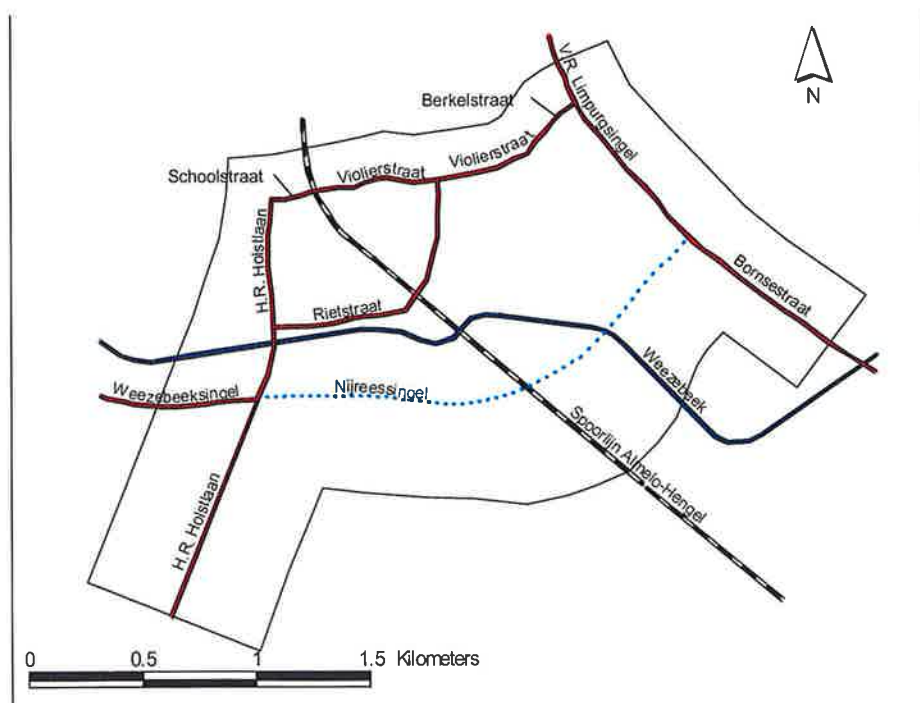 V.R. Limpurgsingel
N
Berkelstraat
Violierstraat
Violierstraat
Schoolstraat
H.R. Holstlaan
Bornsestraat
Rietstraat
Weezebeek
Weezebeeksingel
Nijreessingel
Spoorlijn Almelo-Hengel
H.R. Holstlaan
0 0.5 1 1.5 Kilometers